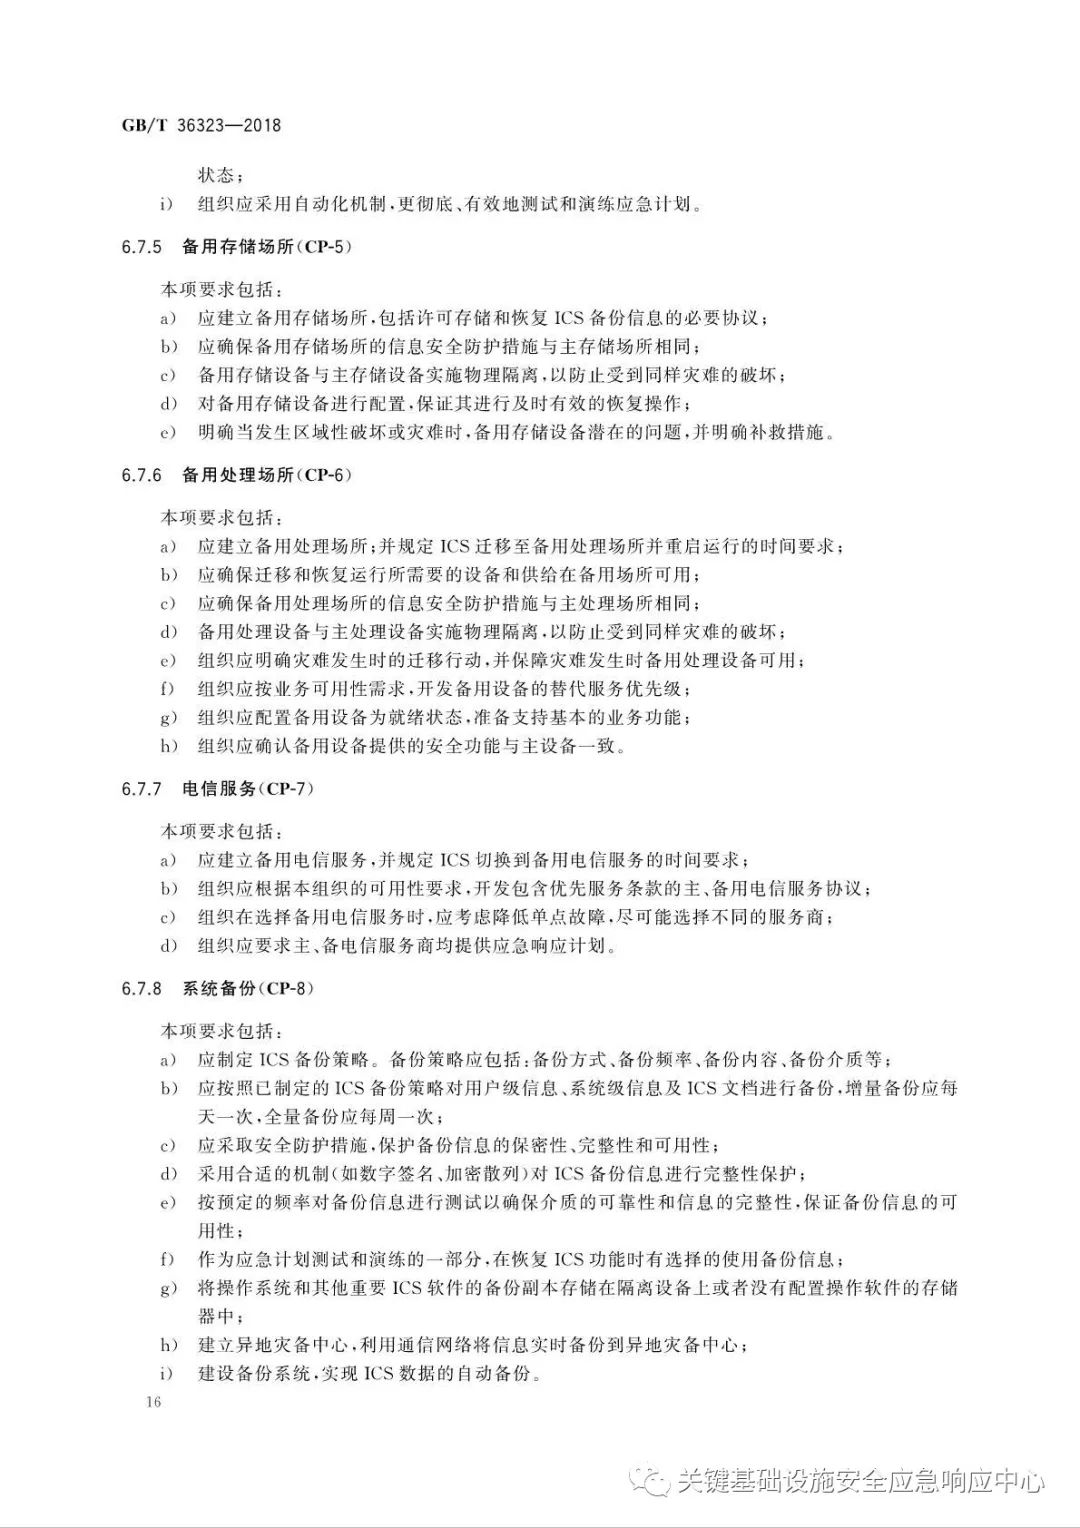 GB/T 36323—2018
状态；
i) 组织应采用自动化机制，更彻底、有效地测试和演练应急计划。
6.7.5 备用存储场所(CP-5)
本项要求包括：
a) 应建立备用存储场所，包括许可存储和恢复 ICS 备份信息的必要协议；
b) 应确保备用存储场所的信息安全防护措施与主存储场所相同；
c) 备用存储设备与主存储设备实施物理隔离，以防止受到同样灾难的破坏；
d) 对备用存储设备进行配置，保证其进行及时有效的恢复操作；
e) 明确当发生区域性破坏或灾难时，备用存储设备潜在的问题，并明确补救措施。
6.7.6 备用处理场所(CP-6)
本项要求包括：
a) 应建立备用处理场所；并规定 ICS 迁移至备用处理场所并重启运行的时间要求；
b) 应确保迁移和恢复运行所需要的设备和供给在备用场所可用；
c) 应确保备用处理场所的信息安全防护措施与主处理场所相同；
d) 备用处理设备与主处理设备实施物理隔离，以防止受到同样灾难的破坏；
e) 组织应明确灾难发生时的迁移行动，并保障灾难发生时备用处理设备可用；
f) 组织应按业务可用性需求，开发备用设备的替代服务优先级；
g) 组织应配置备用设备为就绪状态，准备支持基本的业务功能；
h) 组织应确认备用设备提供的安全功能与主设备一致。
6.7.7 电信服务(CP-7)
本项要求包括：
a) 应建立备用电信服务，并规定 ICS 切换到备用电信服务的时间要求；
b) 组织应根据本组织的可用性要求，开发包含优先服务条款的主、备用电信服务协议；
c) 组织在选择备用电信服务时，应考虑降低单点故障，尽可能选择不同的服务商；
d) 组织应要求主、备电信服务商均提供应急响应计划。
6.7.8 系统备份(CP-8)
本项要求包括：
a) 应制定 ICS 备份策略。备份策略应包括：备份方式、备份频率、备份内容、备份介质等；
b) 应按照已制定的 ICS 备份策略对用户级信息、系统级信息及 ICS 文档进行备份，增量备份应每
天一次，全量备份应每周一次；
c) 应采取安全防护措施，保护备份信息的保密性、完整性和可用性；
d) 采用合适的机制(如数字签名、加密散列)对 ICS 备份信息进行完整性保护；
e) 按预定的频率对备份信息进行测试以确保介质的可靠性和信息的完整性，保证备份信息的可
用性；
f) 作为应急计划测试和演练的一部分，在恢复 ICS 功能时有选择的使用备份信息；
g) 将操作系统和其他重要 ICS 软件的备份副本存储在隔离设备上或者没有配置操作软件的存储
器中；
h) 建立异地灾备中心，利用通信网络将信息实时备份到异地灾备中心；
i) 建设备份系统，实现 ICS 数据的自动备份。
16
关键基础设施安全应急响应中心